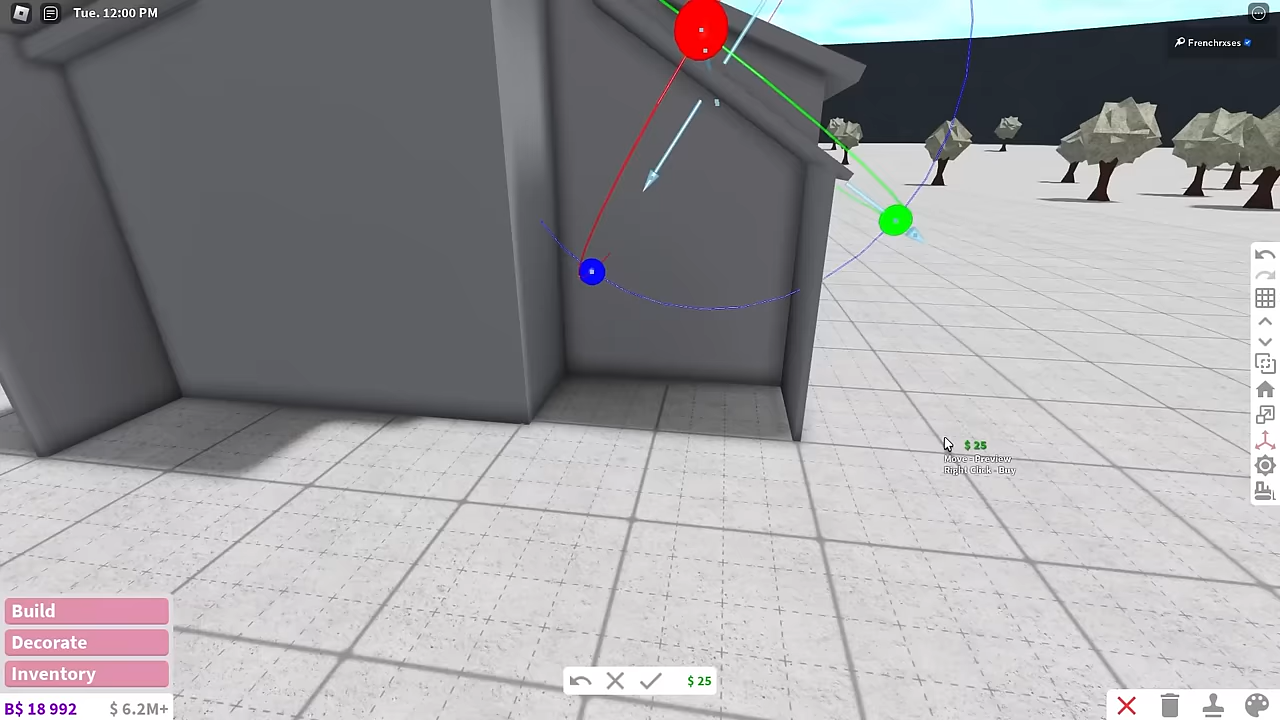 Tue. 12:00 PM
Frenchrxses
$ 25
Move - Preview
Right Click - Buy
Build
Decorate
Inventory
B$ 18 992 $ 6.2M+
$ 25